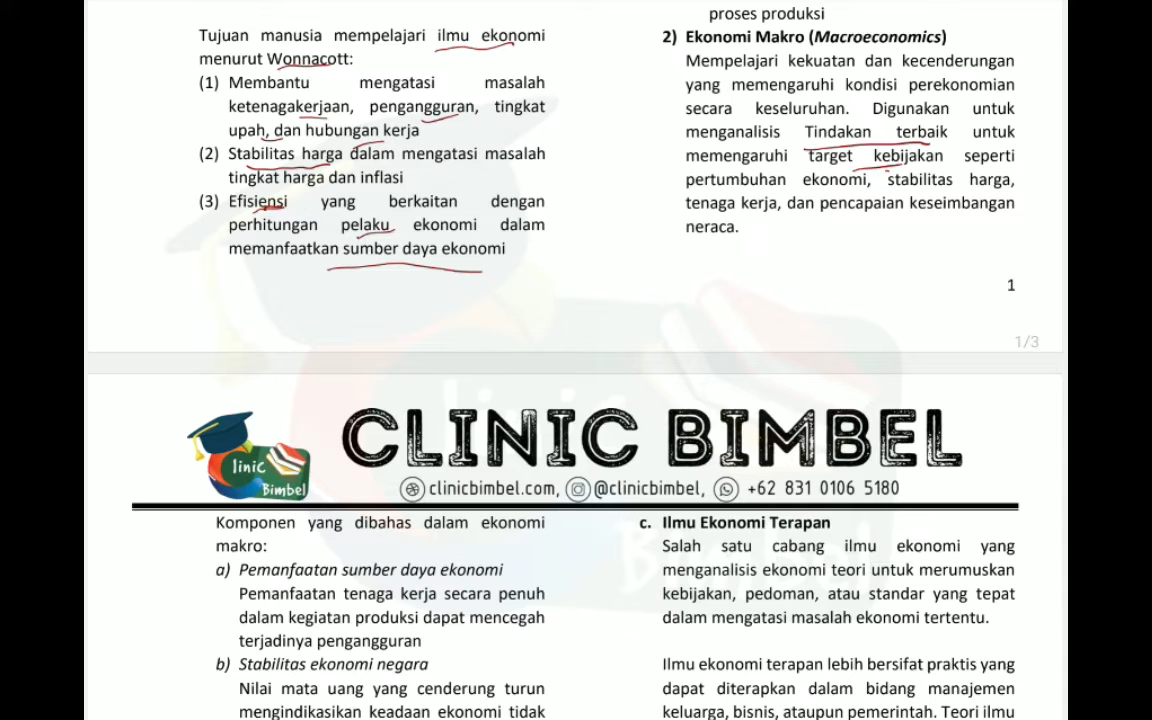 Tujuan manusia mempelajari ilmu ekonomi
menurut Wonnacott:
(1) Membantu mengatasi masalah
ketenagakerjaan, pengangguran, tingkat
upah, dan hubungan kerja
(2) Stabilitas harga dalam mengatasi masalah
tingkat harga dan inflasi
(3) Efisiensi yang berkaitan dengan
perhitungan pelaku ekonomi dalam
memanfaatkan sumber daya ekonomi
proses produksi
2) Ekonomi Makro (Macroeconomics)
Mempelajari kekuatan dan kecenderungan
yang memengaruhi kondisi perekonomian
secara keseluruhan. Digunakan untuk
menganalisis Tindakan terbaik untuk
memengaruhi target kebijakan seperti
pertumbuhan ekonomi, stabilitas harga,
tenaga kerja, dan pencapaian keseimbangan
neraca.
1
1/3
linic
Bimbel
CLINIC BIMBEL
clinicbimbel.com, @clinicbimbel, +62 831 0106 5180
Komponen yang dibahas dalam ekonomi
makro:
a) Pemanfaatan sumber daya ekonomi
Pemanfaatan tenaga kerja secara penuh
dalam kegiatan produksi dapat mencegah
terjadinya pengangguran
b) Stabilitas ekonomi negara
Nilai mata uang yang cenderung turun
mengindikasikan keadaan ekonomi tidak
c. Ilmu Ekonomi Terapan
Salah satu cabang ilmu ekonomi yang
menganalisis ekonomi teori untuk merumuskan
kebijakan, pedoman, atau standar yang tepat
dalam mengatasi masalah ekonomi tertentu.
Ilmu ekonomi terapan lebih bersifat praktis yang
dapat diterapkan dalam bidang manajemen
keluarga, bisnis, ataupun pemerintah. Teori ilmu